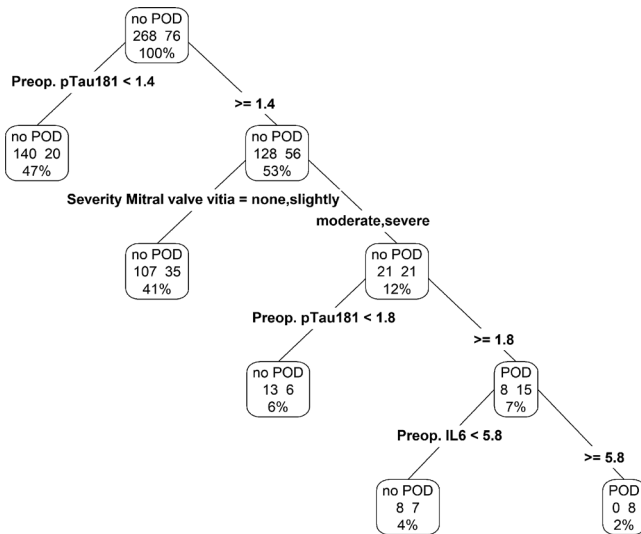 no POD
268 76
100%
Preop. pTau181 < 1.4
>= 1.4
no POD
140 20
47%
no POD
128 56
53%
Severity Mitral valve vitia = none,slightly
moderate,severe
no POD
107 35
41%
no POD
21 21
12%
Preop. pTau181 < 1.8
>= 1.8
no POD
13 6
6%
POD
8 15
7%
Preop. IL6 < 5.8
>= 5.8
no POD
8 7
4%
POD
0 8
2%